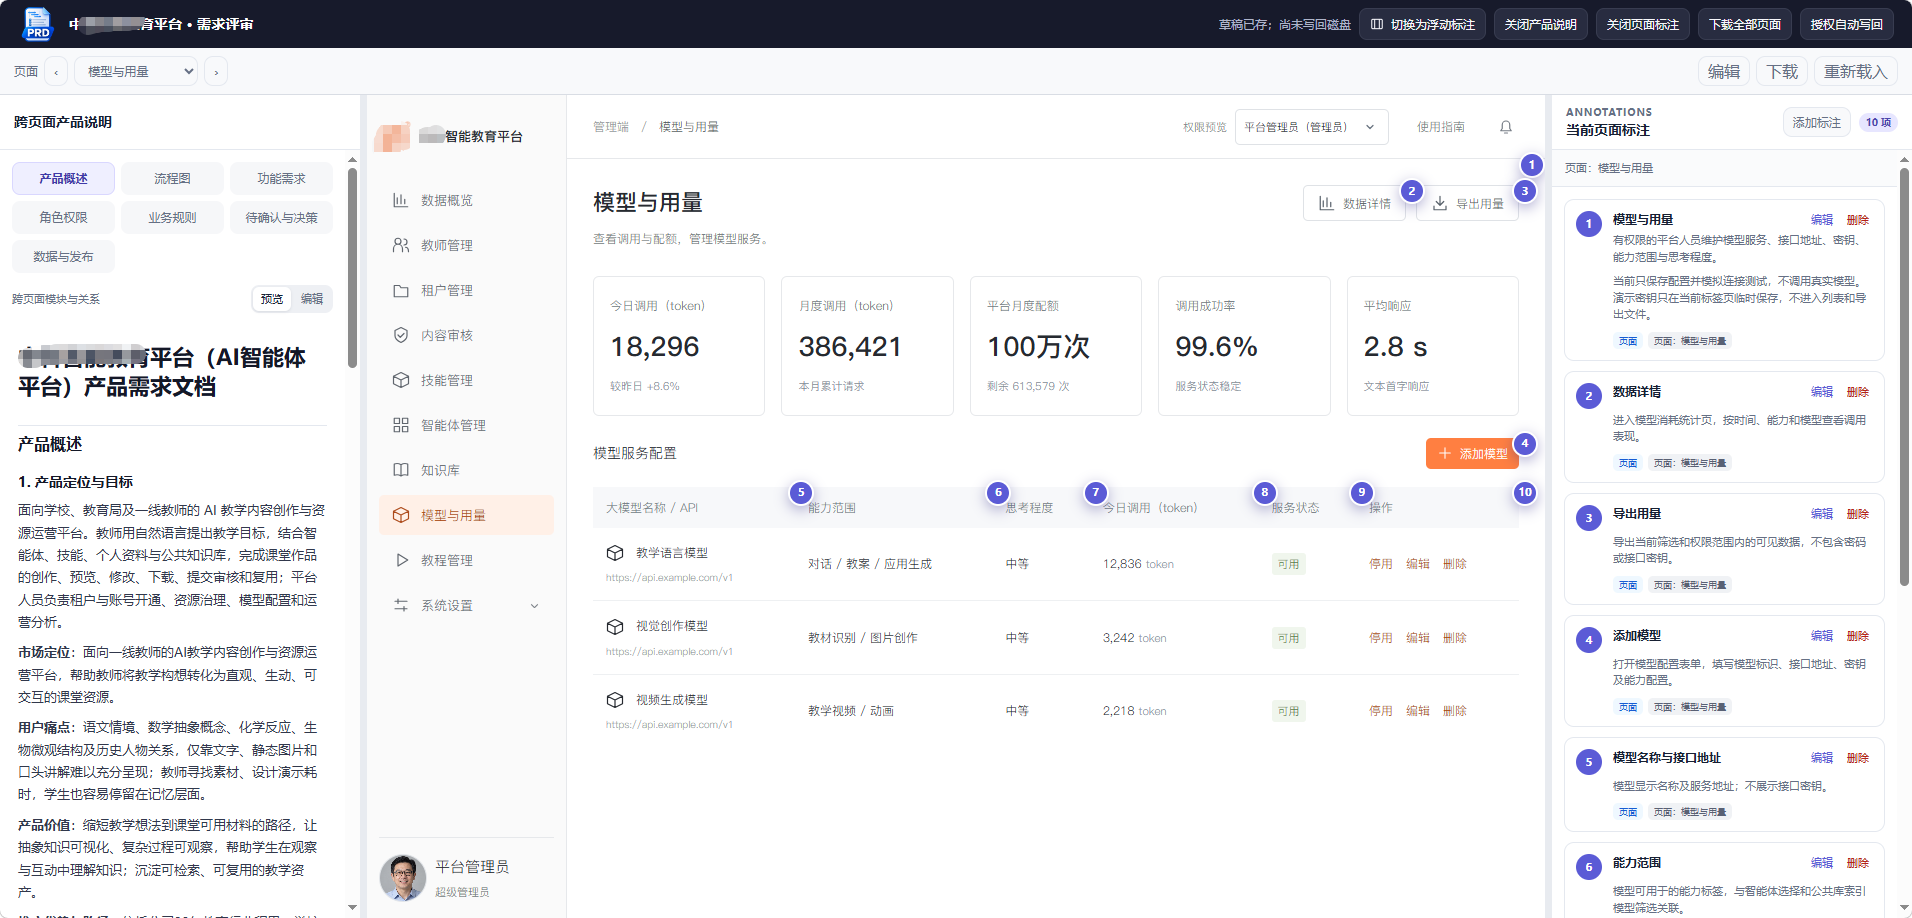 PRD
育平台 • 需求评审
草稿已存；尚未写回磁盘
切换为浮动标注
关闭产品说明
关闭页面标注
下载全部页面
授权自动写回
页面
‹
模型与用量
›
编辑
下载
重新载入
跨页面产品说明
产品概述
流程图
功能需求
角色权限
业务规则
待确认与决策
数据与发布
跨页面模块与关系
预览
编辑
育平台（AI智能体
平台）产品需求文档
产品概述
1. 产品定位与目标
面向学校、教育局及一线教师的 AI 教学内容创作与资
源运营平台。教师用自然语言提出教学目标，结合智
能体、技能、个人资料与公共知识库，完成课堂作品
的创作、预览、修改、下载、提交审核和复用；平台
人员负责租户与账号开通、资源治理、模型配置和运
营分析。
市场定位：面向一线教师的AI教学内容创作与资源运
营平台，帮助教师将教学构想转化为直观、生动、可
交互的课堂资源。
用户痛点：语文情境、数学抽象概念、化学反应、生
物微观结构及历史人物关系，仅靠文字、静态图片和
口头讲解难以充分呈现；教师寻找素材、设计演示耗
时，学生也容易停留在记忆层面。
产品价值：缩短教学想法到课堂可用材料的路径，让
抽象知识可视化、复杂过程可观察，帮助学生在观察
与互动中理解知识；沉淀可检索、可复用的教学资
产。
智能教育平台
数据概览
教师管理
租户管理
内容审核
技能管理
智能体管理
知识库
模型与用量
教程管理
系统设置
平台管理员
超级管理员
管理端 / 模型与用量
权限预览
平台管理员（管理员）
使用指南
1
模型与用量
查看调用与配额，管理模型服务。
数据详情
2
导出用量
3
今日调用（token）
18,296
较昨日 +8.6%
月度调用（token）
386,421
本月累计请求
平台月度配额
100万次
剩余 613,579 次
调用成功率
99.6%
服务状态稳定
平均响应
2.8 s
文本首字响应
模型服务配置
添加模型
4
5 6 7 8 9 10
大模型名称 / API 能力范围 思考程度 今日调用（token） 服务状态 操作
教学语言模型
https://api.example.com/v1
对话 / 教案 / 应用生成 中等 12,836 token 可用 停用 编辑 删除
视觉创作模型
https://api.example.com/v1
教材识别 / 图片创作 中等 3,242 token 可用 停用 编辑 删除
视频生成模型
https://api.example.com/v1
教学视频 / 动画 中等 2,218 token 可用 停用 编辑 删除
ANNOTATIONS
当前页面标注
添加标注
10 项
页面：模型与用量
1 模型与用量 编辑 删除
有权限的平台人员维护模型服务、接口地址、密钥、
能力范围与思考程度。
当前只保存配置并模拟连接测试，不调用真实模型。
演示密钥只在当前标签页临时保存，不进入列表和导
出文件。
页面 页面：模型与用量
2 数据详情 编辑 删除
进入模型消耗统计页，按时间、能力和模型查看调用
表现。
页面 页面：模型与用量
3 导出用量 编辑 删除
导出当前筛选和权限范围内的可见数据，不包含密码
或接口密钥。
页面 页面：模型与用量
4 添加模型 编辑 删除
打开模型配置表单，填写模型标识、接口地址、密钥
及能力配置。
页面 页面：模型与用量
5 模型名称与接口地址 编辑 删除
模型显示名称及服务地址；不展示接口密钥。
页面 页面：模型与用量
6 能力范围 编辑 删除
模型可用于的能力标签，与智能体选择和公共库索引
模型筛选关联。